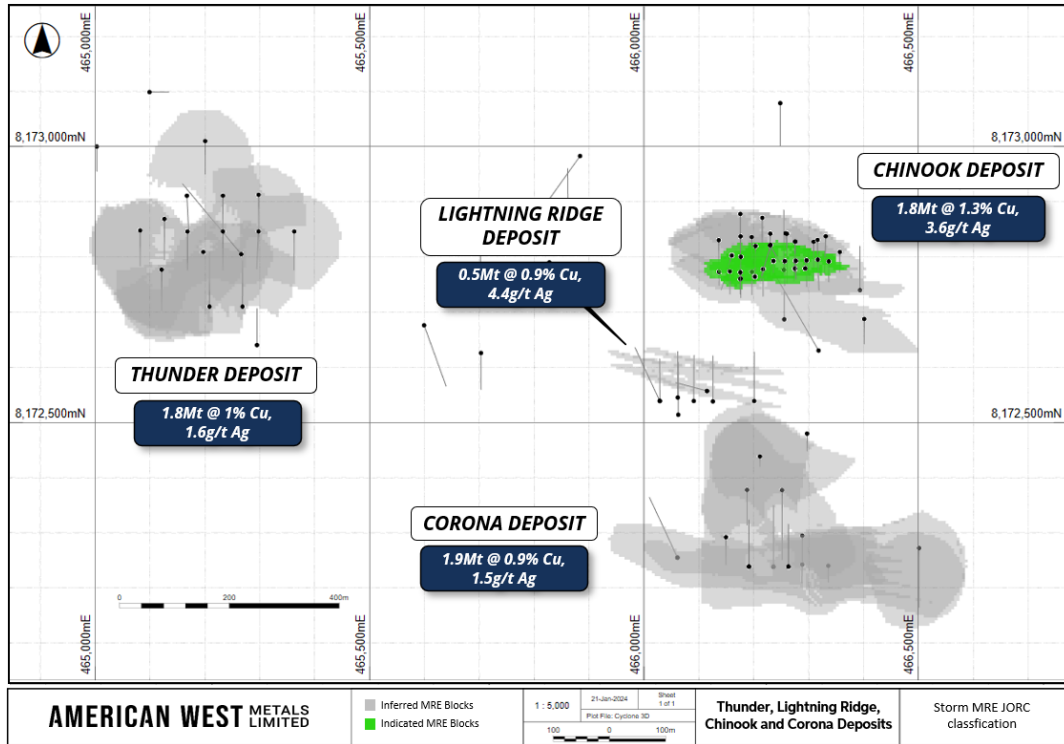 465,000mE
465,500mE
466,000mE
466,500mE
8,173,000mN
8,173,000mN
CHINOOK DEPOSIT
1.8Mt @ 1.3% Cu,
3.6g/t Ag
LIGHTNING RIDGE
DEPOSIT
0.5Mt @ 0.9% Cu,
4.4g/t Ag
THUNDER DEPOSIT
1.8Mt @ 1% Cu,
1.6g/t Ag
8,172,500mN
8,172,500mN
CORONA DEPOSIT
1.9Mt @ 0.9% Cu,
1.5g/t Ag
0 200 400m
465,000mE
465,500mE
466,000mE
466,500mE
AMERICAN WEST METALS
LIMITED
Inferred MRE Blocks
Indicated MRE Blocks
1 : 5,000
21-Jan-2024
Sheet
1 of 1
Plot File: Cyclona 3D
100 0 100m
Thunder, Lightning Ridge,
Chinook and Corona Deposits
Storm MRE JORC
classfication